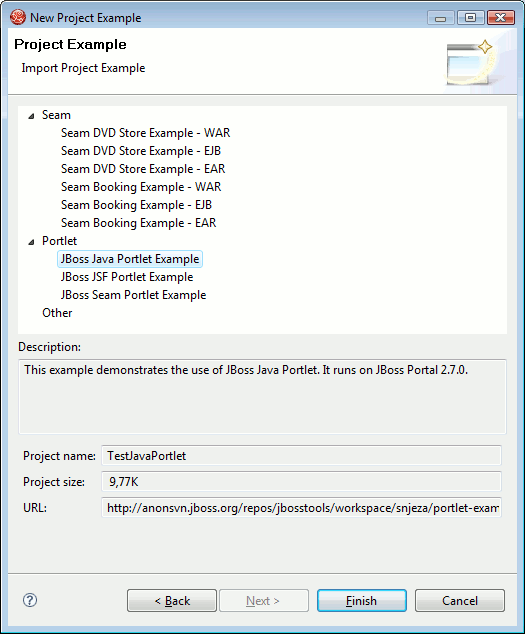 New Project Example
Project Example
Import Project Example
Seam
Seam DVD Store Example - WAR
Seam DVD Store Example - EJB
Seam DVD Store Example - EAR
Seam Booking Example - WAR
Seam Booking Example - EJB
Seam Booking Example - EAR
Portlet
JBoss Java Portlet Example
JBoss JSF Portlet Example
JBoss Seam Portlet Example
Other
Description:
This example demonstrates the use of JBoss Java Portlet. It runs on JBoss Portal 2.7.0.
Project name: TestJavaPortlet
Project size: 9,77K
URL: http://anonsvn.jboss.org/repos/jbosstools/workspace/snjeza/portlet-exam
? < Back Next > Finish Cancel